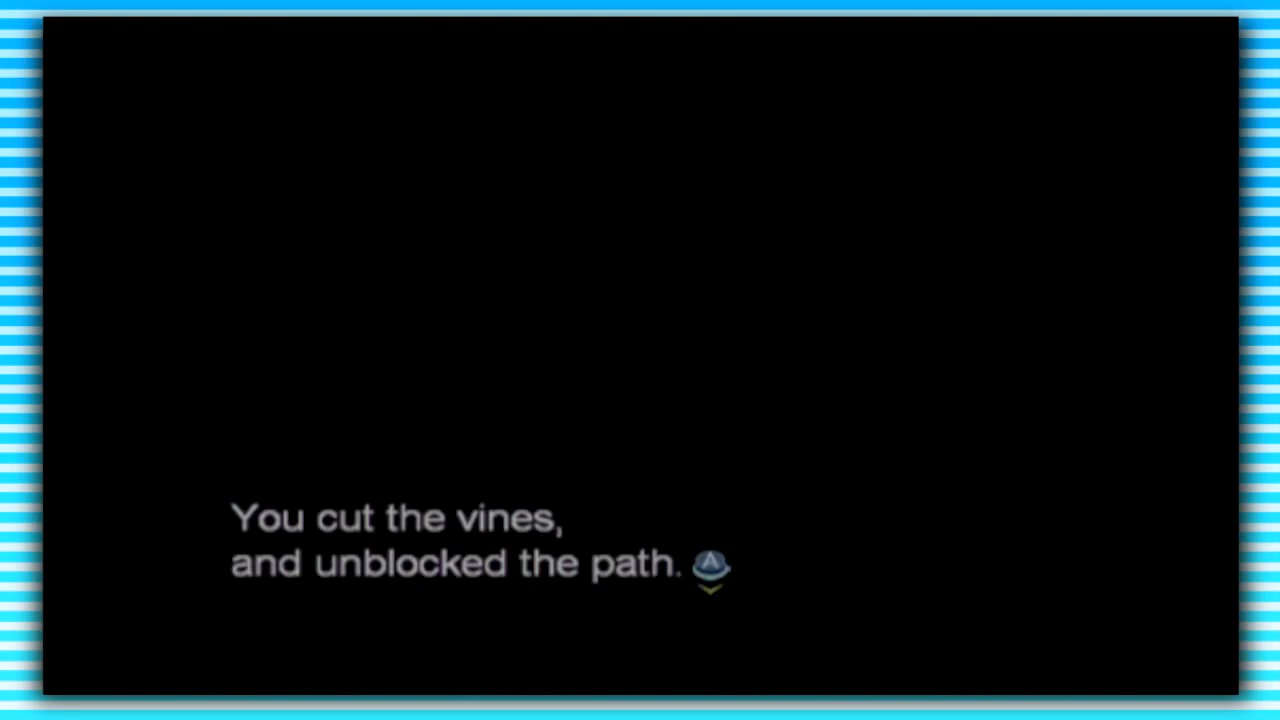 You cut the vines,
and unblocked the path. A